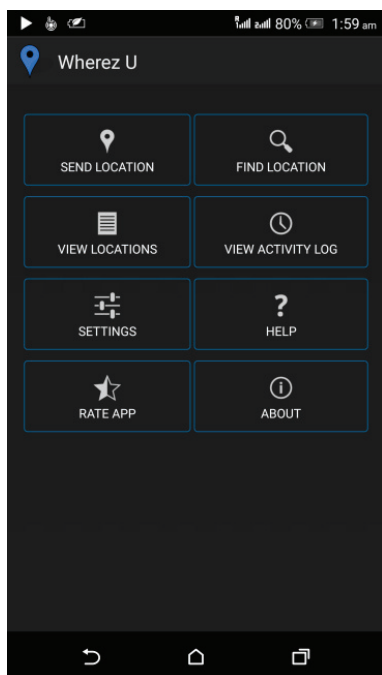 80% 1:59 am
Wherez U
SEND LOCATION FIND LOCATION
VIEW LOCATIONS VIEW ACTIVITY LOG
SETTINGS HELP
RATE APP ABOUT